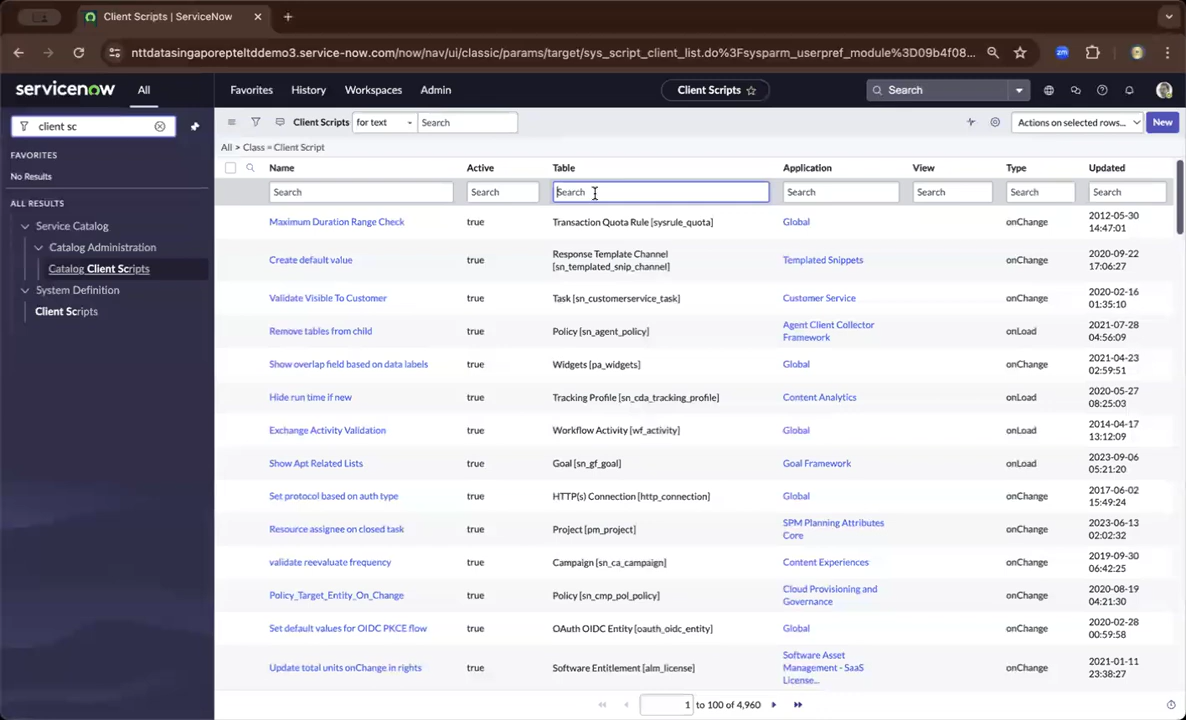 Client Scripts | ServiceNow
nttdatasingaporepteltddemo3.service-now.com/now/nav/ui/classic/params/target/sys_script_client_list.do%3Fsysparm_userpref_module%3D09b4f08...
zm
servicenow
All
Favorites
History
Workspaces
Admin
Client Scripts
Search
client sc
FAVORITES
No Results
ALL RESULTS
Service Catalog
Catalog Administration
Catalog Client Scripts
System Definition
Client Scripts
Client Scripts
for text
Search
Actions on selected rows...
New
All > Class = Client Script
Name Active Table Application View Type Updated
Search Search Search Search Search Search Search
Maximum Duration Range Check true Transaction Quota Rule [sysrule_quota] Global onChange 2012-05-30
14:47:01
Create default value true Response Template Channel
[sn_templated_snip_channel] Templated Snippets onChange 2020-09-22
17:06:27
Validate Visible To Customer true Task [sn_customerservice_task] Customer Service onChange 2020-02-16
01:35:10
Remove tables from child true Policy [sn_agent_policy] Agent Client Collector
Framework onLoad 2021-07-28
04:56:09
Show overlap field based on data labels true Widgets [pa_widgets] Global onChange 2021-04-23
02:59:51
Hide run time if new true Tracking Profile [sn_cda_tracking_profile] Content Analytics onLoad 2020-05-27
08:25:03
Exchange Activity Validation true Workflow Activity [wf_activity] Global onLoad 2014-04-17
13:12:09
Show Apt Related Lists true Goal [sn_gf_goal] Goal Framework onLoad 2023-09-06
05:21:20
Set protocol based on auth type true HTTP(s) Connection [http_connection] Global onChange 2017-06-02
15:49:24
Resource assignee on closed task true Project [pm_project] SPM Planning Attributes
Core onChange 2023-06-13
02:02:32
validate reevaluate frequency true Campaign [sn_ca_campaign] Content Experiences onChange 2019-09-30
06:42:25
Policy_Target_Entity_On_Change true Policy [sn_cmp_pol_policy] Cloud Provisioning and
Governance onChange 2020-08-19
04:21:30
Set default values for OIDC PKCE flow true OAuth OIDC Entity [oauth_oidc_entity] Global onChange 2020-02-28
00:59:58
Update total units onChange in rights true Software Entitlement [alm_license] Software Asset
Management - SaaS
License... onChange 2021-01-11
23:38:27
1 to 100 of 4,960